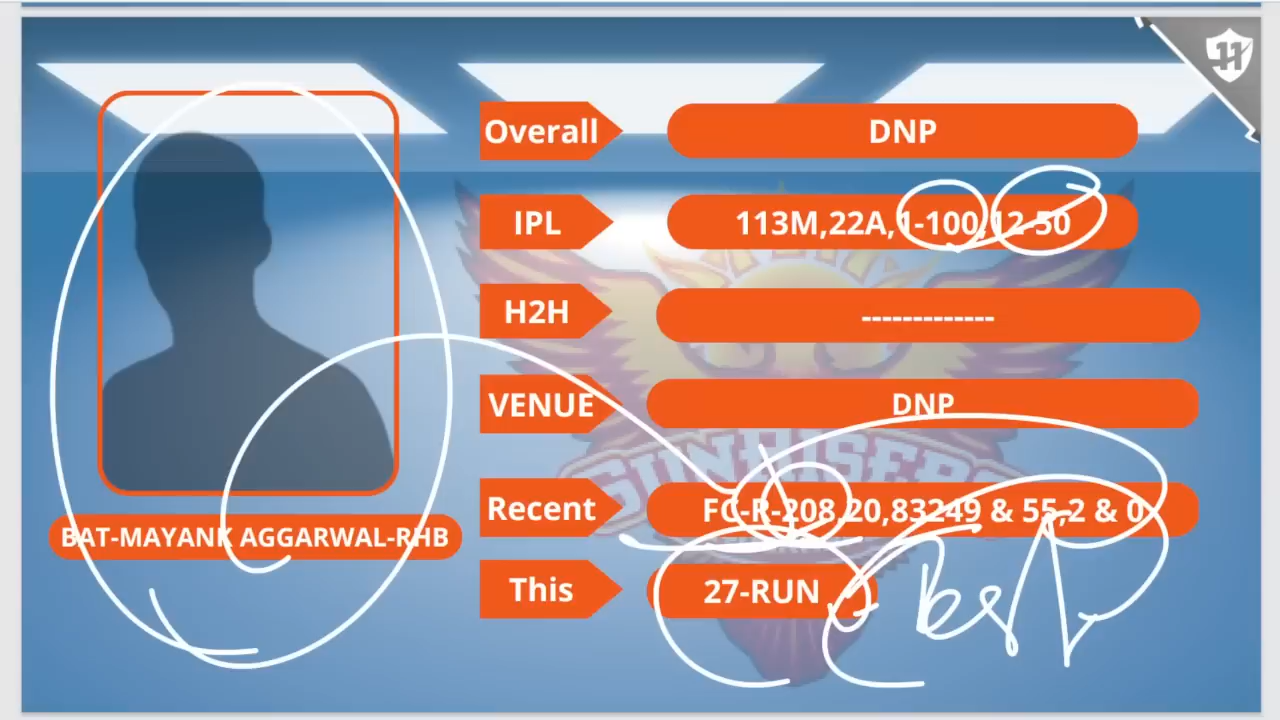 Overall DNP
IPL 113M,22A,1-100,12-50
H2H -------------
VENUE DNP
SUNRISERS
Recent FC-R-208,20,83249 & 55,2 & 0
This 27-RUN
BAT-MAYANK AGGARWAL-RHB